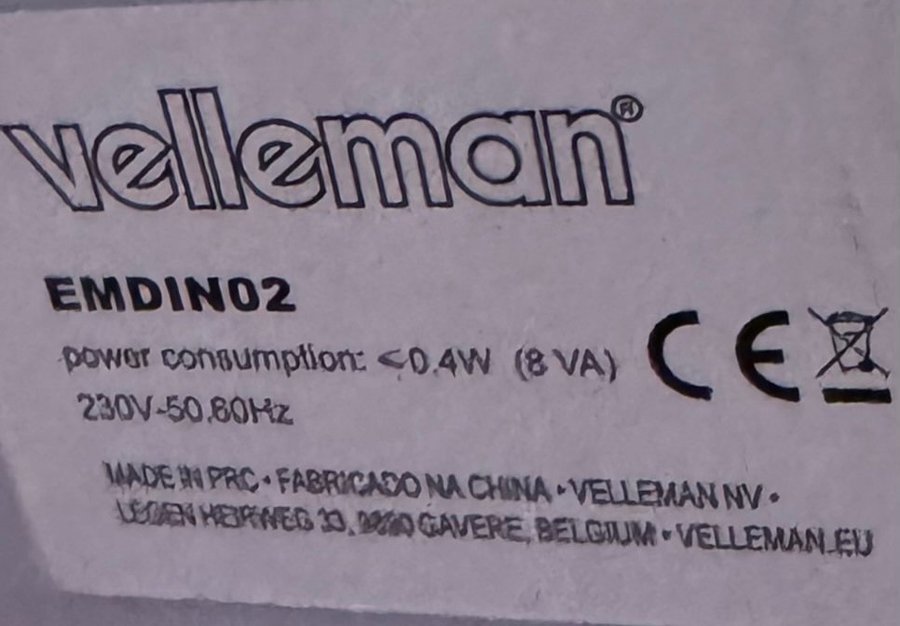 velleman®
EMDIN02
power consumption: <0.4W (8 VA)
230V~50/60Hz
MADE IN PRC • FABRICADO NA CHINA • VELLEMAN NV •
GAVERE, BELGIUM • VELLEMAN.EU
CE